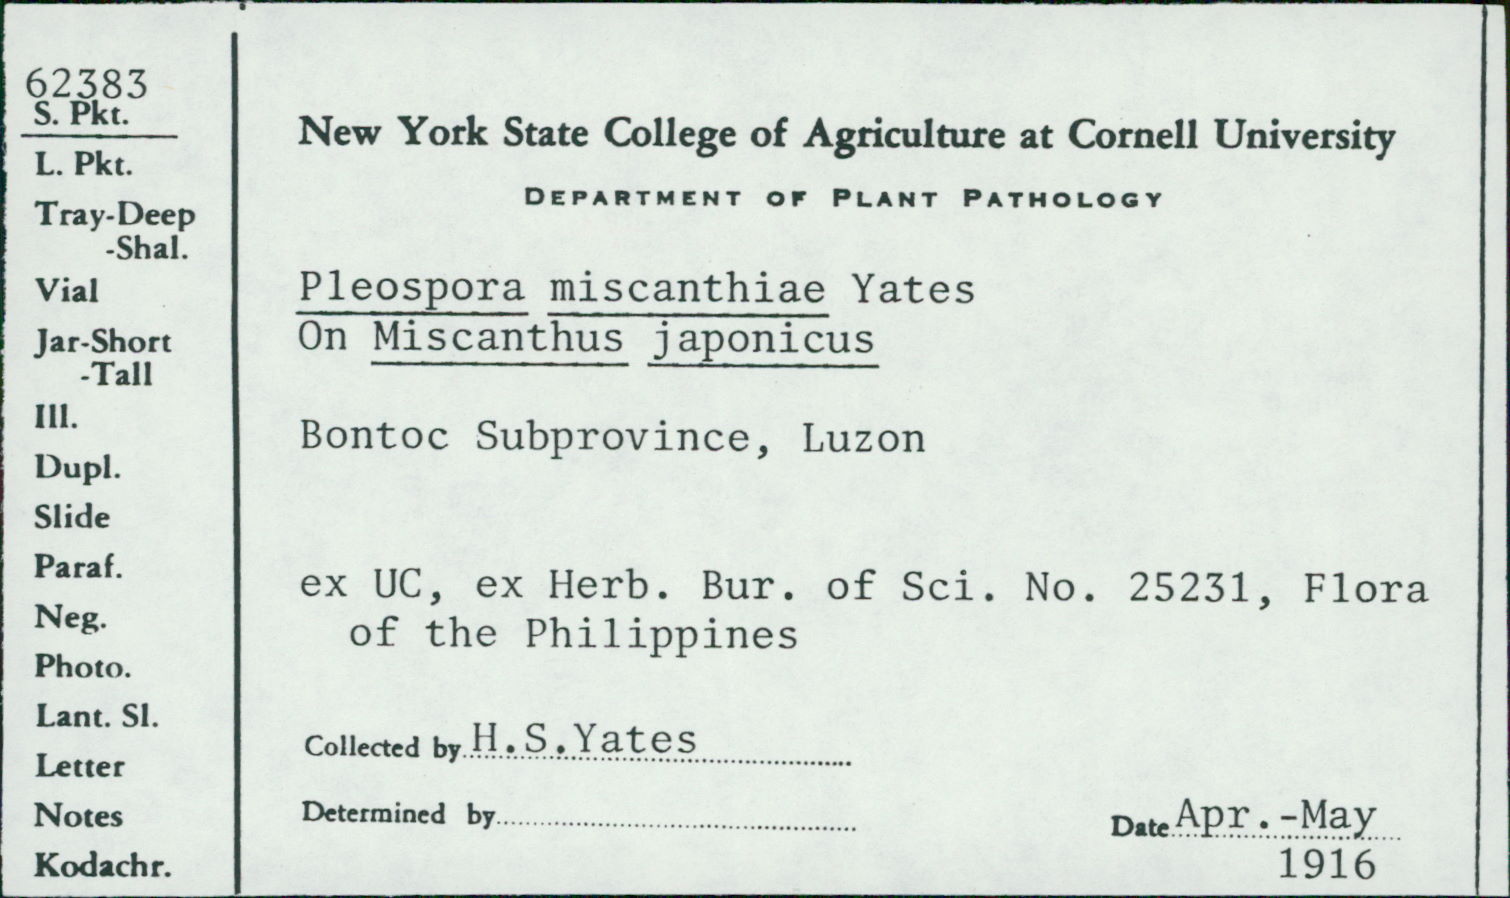 62383
S. Pkt.
L. Pkt.
Tray-Deep
-Shal.
Vial
Jar-Short
-Tall
Ill.
Dupl.
Slide
Paraf.
Neg.
Photo.
Lant. Sl.
Letter
Notes
Kodachr.
New York State College of Agriculture at Cornell University
DEPARTMENT OF PLANT PATHOLOGY
Pleospora miscanthiae Yates
On Miscanthus japonicus
Bontoc Subprovince, Luzon
ex UC, ex Herb. Bur. of Sci. No. 25231, Flora
of the Philippines
Collected by H.S.Yates
Determined by
Date Apr.-May
1916